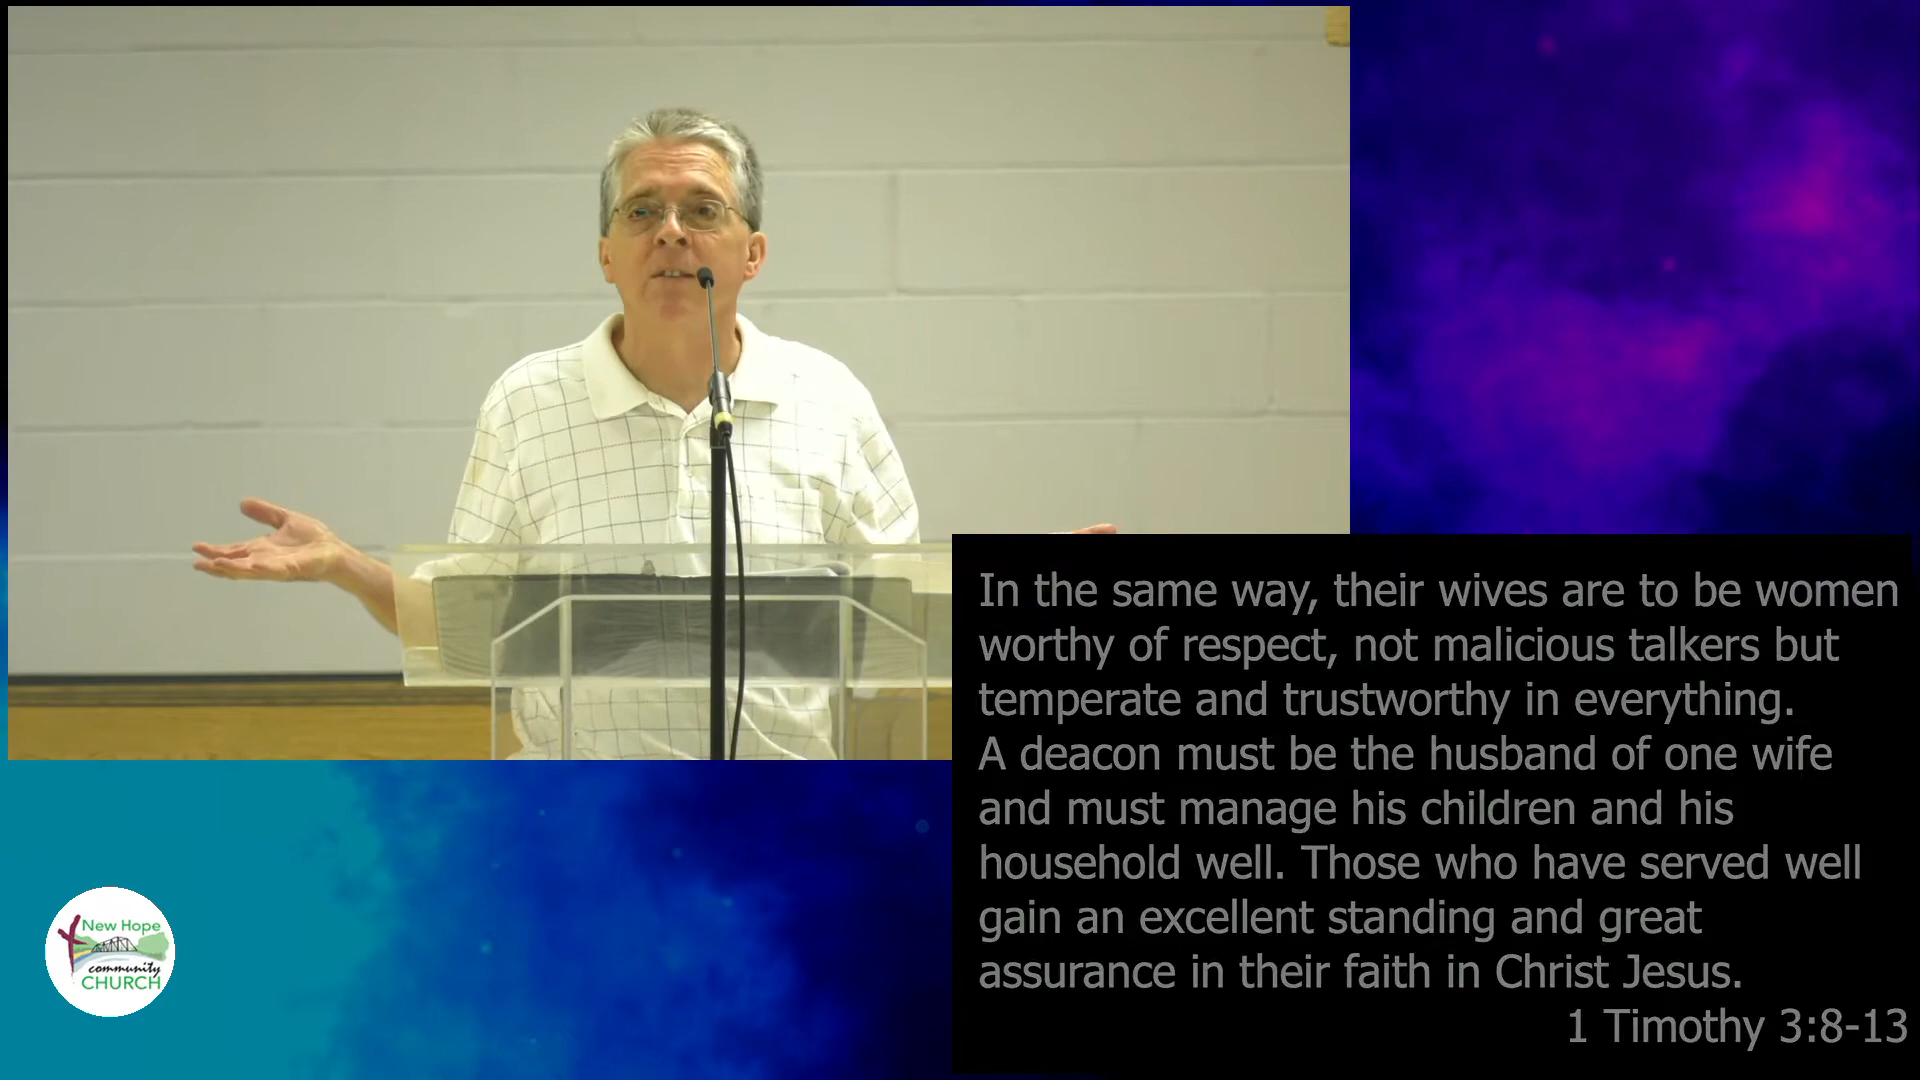 In the same way, their wives are to be women
worthy of respect, not malicious talkers but
temperate and trustworthy in everything.
A deacon must be the husband of one wife
and must manage his children and his
household well. Those who have served well
gain an excellent standing and great
assurance in their faith in Christ Jesus.
1 Timothy 3:8-13
New Hope
community
CHURCH